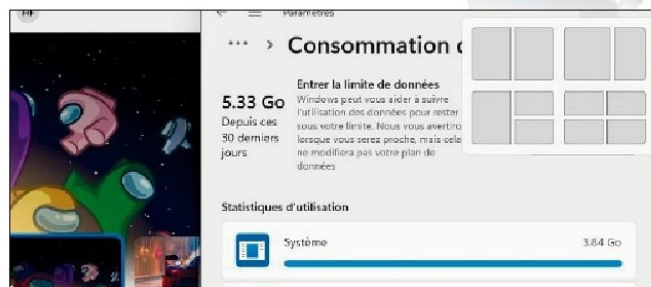 HF
Paramètres
... > Consommation d
5.33 Go
Depuis ces
30 derniers
jours
Entrer la limite de données
Windows peut vous aider à suivre
l'utilisation des données pour rester
sous votre limite. Nous vous avertiro
lorsque vous serez proche, mais cela
ne modifiera pas votre plan de
données
Statistiques d'utilisation
Système 3.84 Go